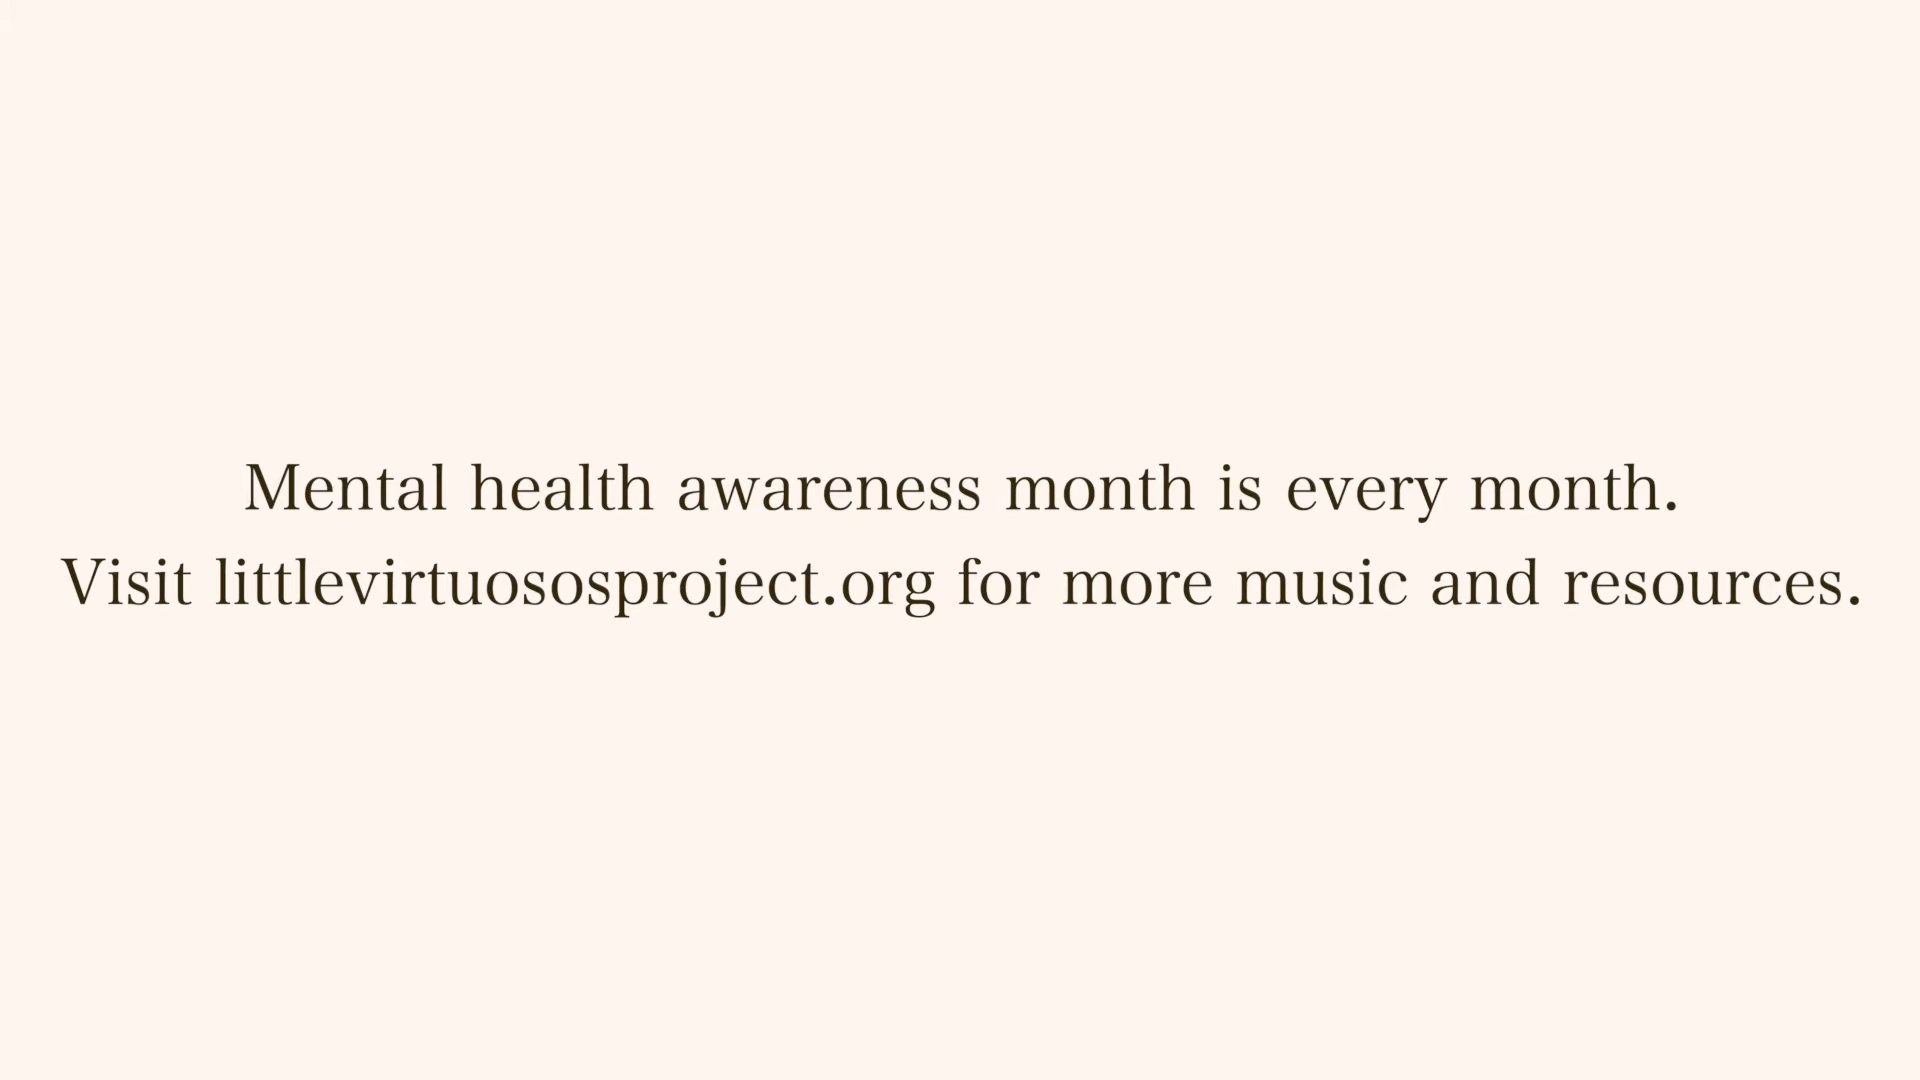 Mental health awareness month is every month.
Visit littlevirtuososproject.org for more music and resources.